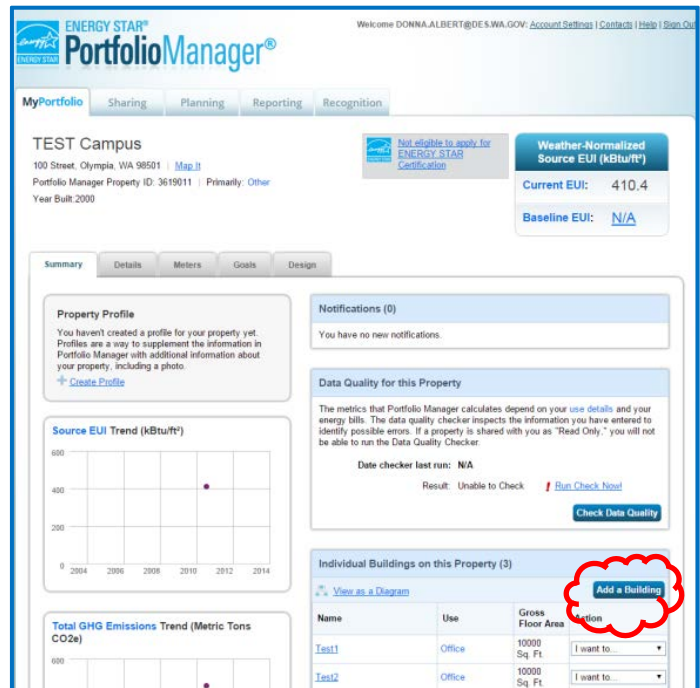 ENERGY STAR®
PortfolioManager®
Welcome DONNA.ALBERT@DES.WA.GOV: Account Settings | Contacts | Help | Sign Out
MyPortfolio Sharing Planning Reporting Recognition
TEST Campus
100 Street, Olympia, WA 98501 | Map It
Portfolio Manager Property ID: 3619011 | Primarily: Other
Year Built:2000
ENERGY STAR
Not eligible to apply for
ENERGY STAR
Certification
Weather-Normalized
Source EUI (kBtu/ft²)
Current EUI: 410.4
Baseline EUI: N/A
Summary Details Meters Goals Design
Property Profile
You haven't created a profile for your property yet.
Profiles are a way to supplement the information in
Portfolio Manager with additional information about
your property, including a photo.
Create Profile
Source EUI Trend (kBtu/ft²)
600
400
200
0
2004 2006 2008 2010 2012 2014
Total GHG Emissions Trend (Metric Tons
CO2e)
600
Notifications (0)
You have no new notifications.
Data Quality for this Property
The metrics that Portfolio Manager calculates depend on your use details and your
energy bills. The data quality checker inspects the information you have entered to
identify possible errors. If a property is shared with you as "Read Only," you will not
be able to run the Data Quality Checker.
Date checker last run: N/A
Result: Unable to Check ! Run Check Now!
Check Data Quality
Individual Buildings on this Property (3)
View as a Diagram
Add a Building
Name Use Gross Floor Area Action
Test1 Office 10000 Sq. Ft. I want to...
Test2 Office 10000 Sq. Ft. I want to...